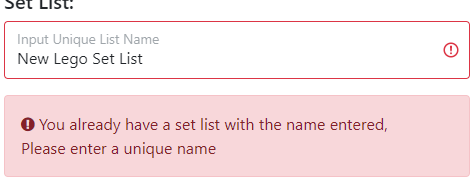 Set List:
Input Unique List Name
New Lego Set List
You already have a set list with the name entered,
Please enter a unique name